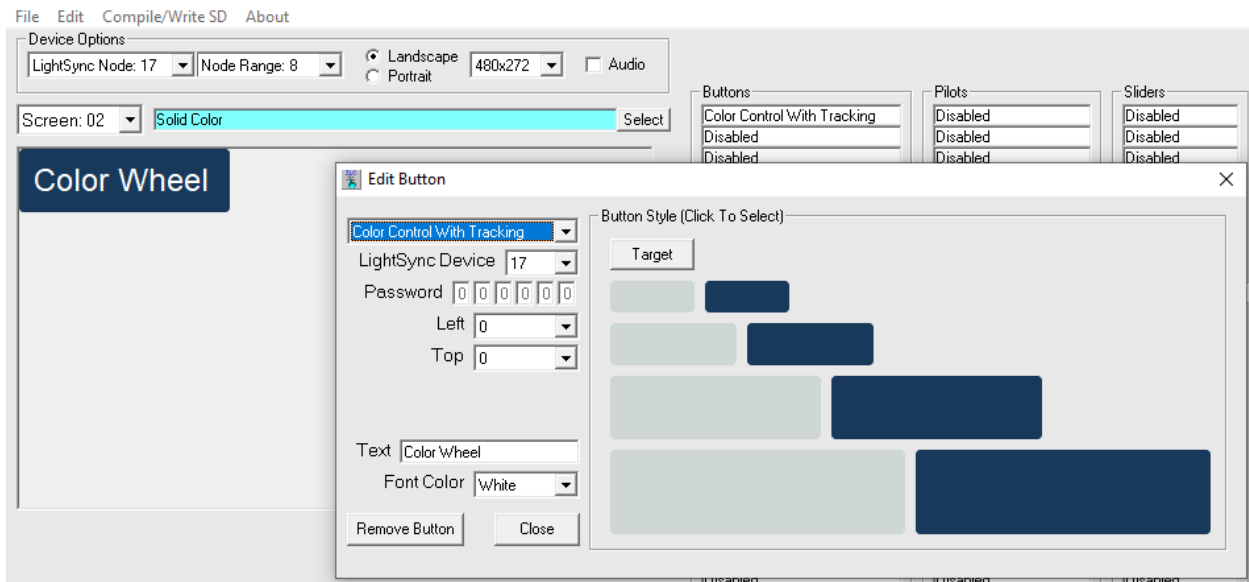 File Edit Compile/Write SD About
Device Options
LightSync Node: 17 Node Range: 8 Landscape Portrait 480x272 Audio
Screen: 02 Solid Color Select
Buttons
Color Control With Tracking
Disabled
Disabled
Pilots
Disabled
Disabled
Disabled
Sliders
Disabled
Disabled
Disabled
Color Wheel
Edit Button
Color Control With Tracking
LightSync Device 17
Password 0 0 0 0 0 0
Left 0
Top 0
Text Color Wheel
Font Color White
Remove Button Close
Button Style (Click To Select)
Target
Disabled Disabled Disabled